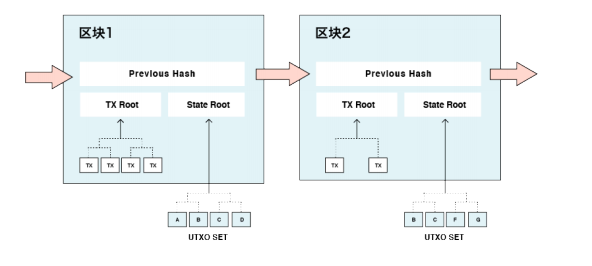 区块1
Previous Hash
TX Root
State Root
TX TX TX TX
A B C D
UTXO SET
区块2
Previous Hash
TX Root
State Root
TX TX
B C F G
UTXO SET